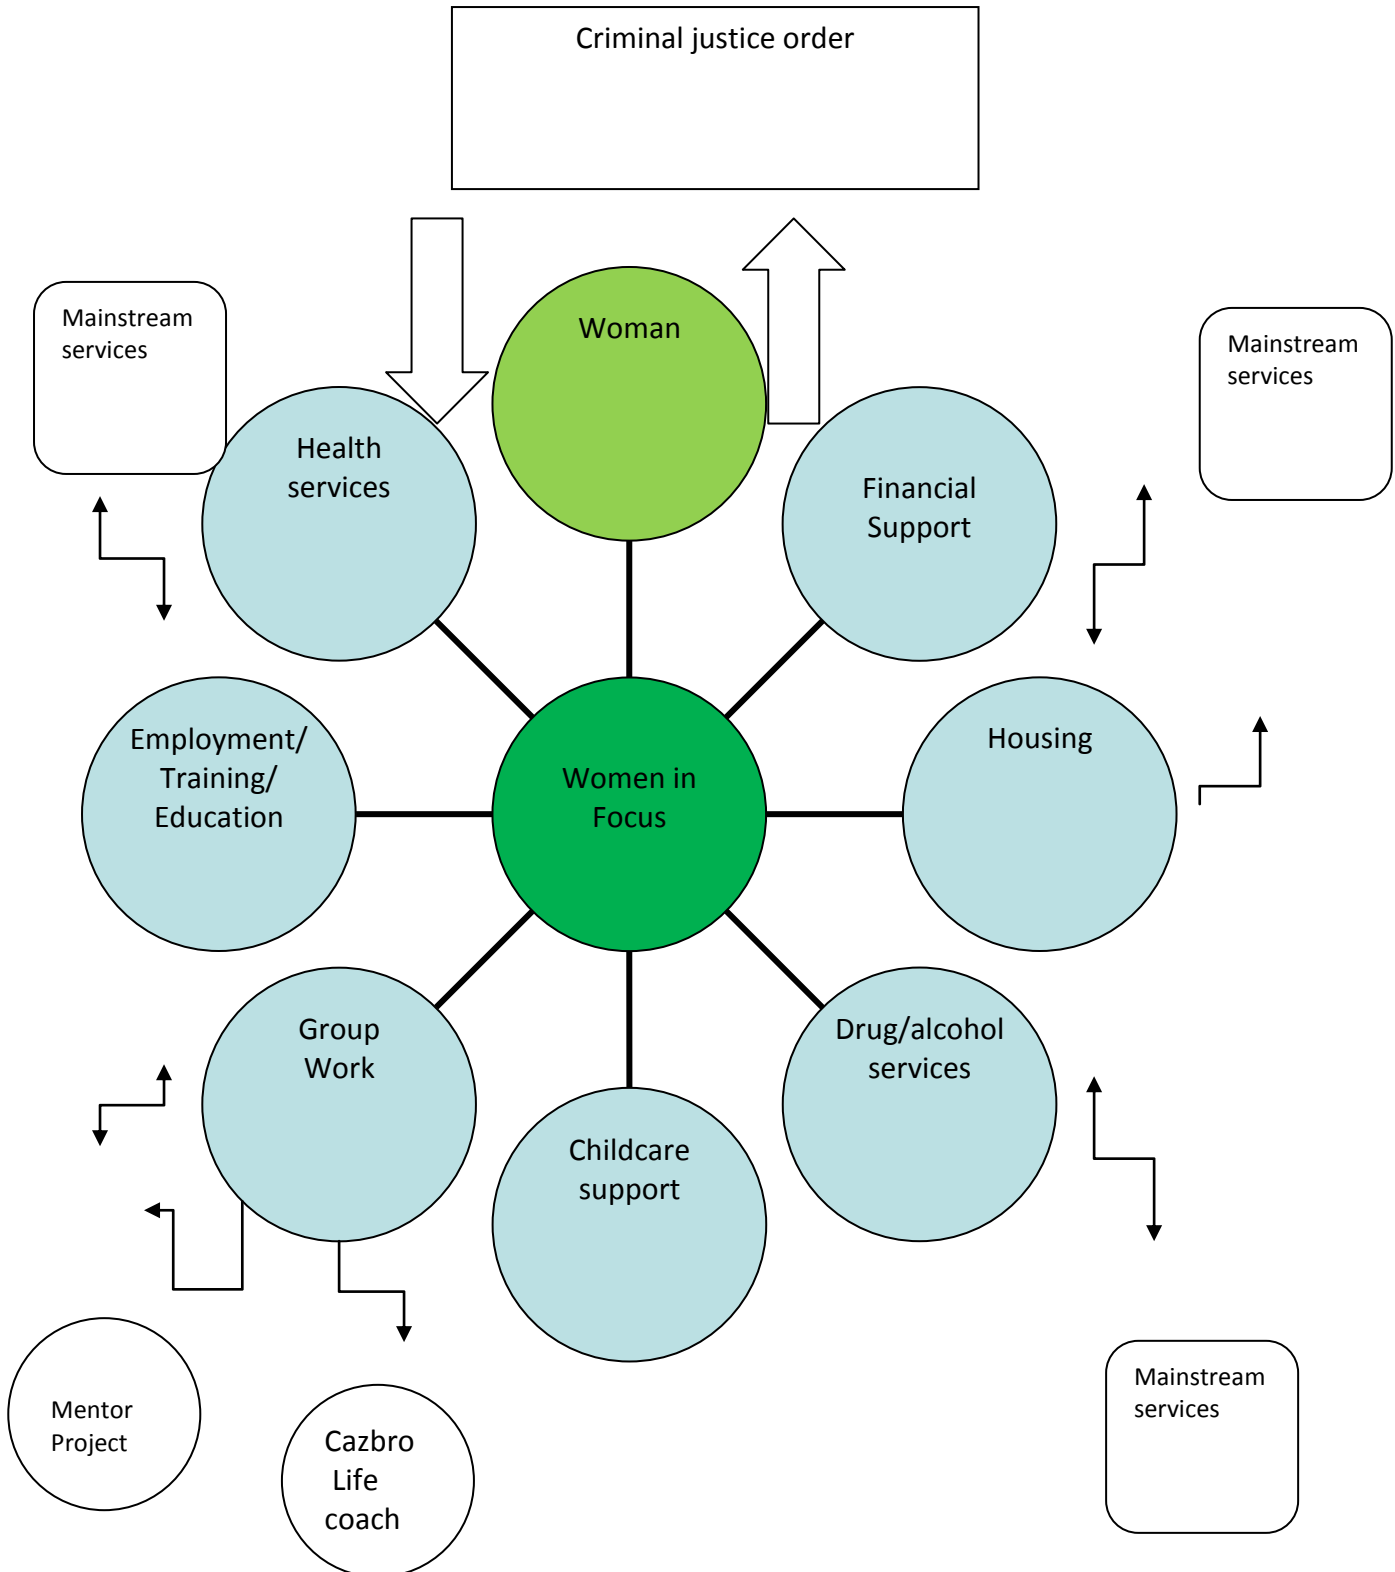 Criminal justice order
Mainstream
services
Woman
Mainstream
services
Health
services
Financial
Support
Employment/
Training/
Education
Women in
Focus
Housing
Group
Work
Drug/alcohol
services
Childcare
support
Mentor
Project
Cazbro
Life
coach
Mainstream
services